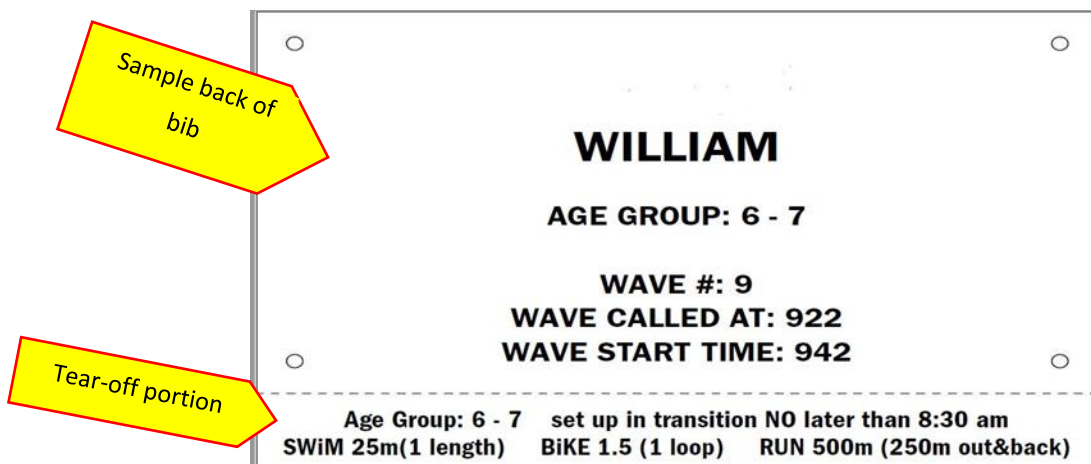 Sample back of
bib
WILLIAM
AGE GROUP: 6 - 7
WAVE #: 9
WAVE CALLED AT: 922
WAVE START TIME: 942
Tear-off portion
Age Group: 6 - 7 set up in transition NO later than 8:30 am
SWiM 25m(1 length) BiKE 1.5 (1 loop) RUN 500m (250m out&back)